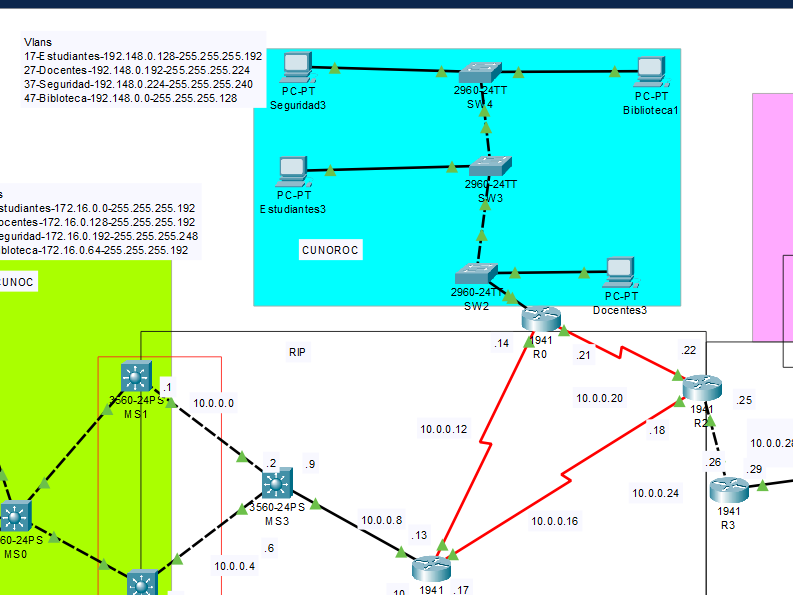 Vlans
17-Estudiantes-192.148.0.128-255.255.255.192
27-Docentes-192.148.0.192-255.255.255.224
37-Seguridad-192.148.0.224-255.255.255.240
47-Bibloteca-192.148.0.0-255.255.255.128
PC-PT
Seguridad3
2960-24TT
SW4
PC-PT
Biblioteca1
PC-PT
Estudiantes3
2960-24TT
SW3
s
studiantes-172.16.0.0-255.255.255.192
ocentes-172.16.0.128-255.255.255.192
eguridad-172.16.0.192-255.255.255.248
bloteca-172.16.0.64-255.255.255.192
CUNOROC
UNOC
2960-24TT
SW2
PC-PT
Docentes3
1941
R0
.14
.21
.22
RIP
3560-24PS
MS1
.1
10.0.0.0
10.0.0.20
1941
R2
.25
10.0.0.12
.18
10.0.0.28
.2
.9
.26
.29
3560-24PS
MS3
10.0.0.24
1941
R3
60-24PS
MS0
10.0.0.8
.13
10.0.0.16
.6
10.0.0.4
.10
1941
.17